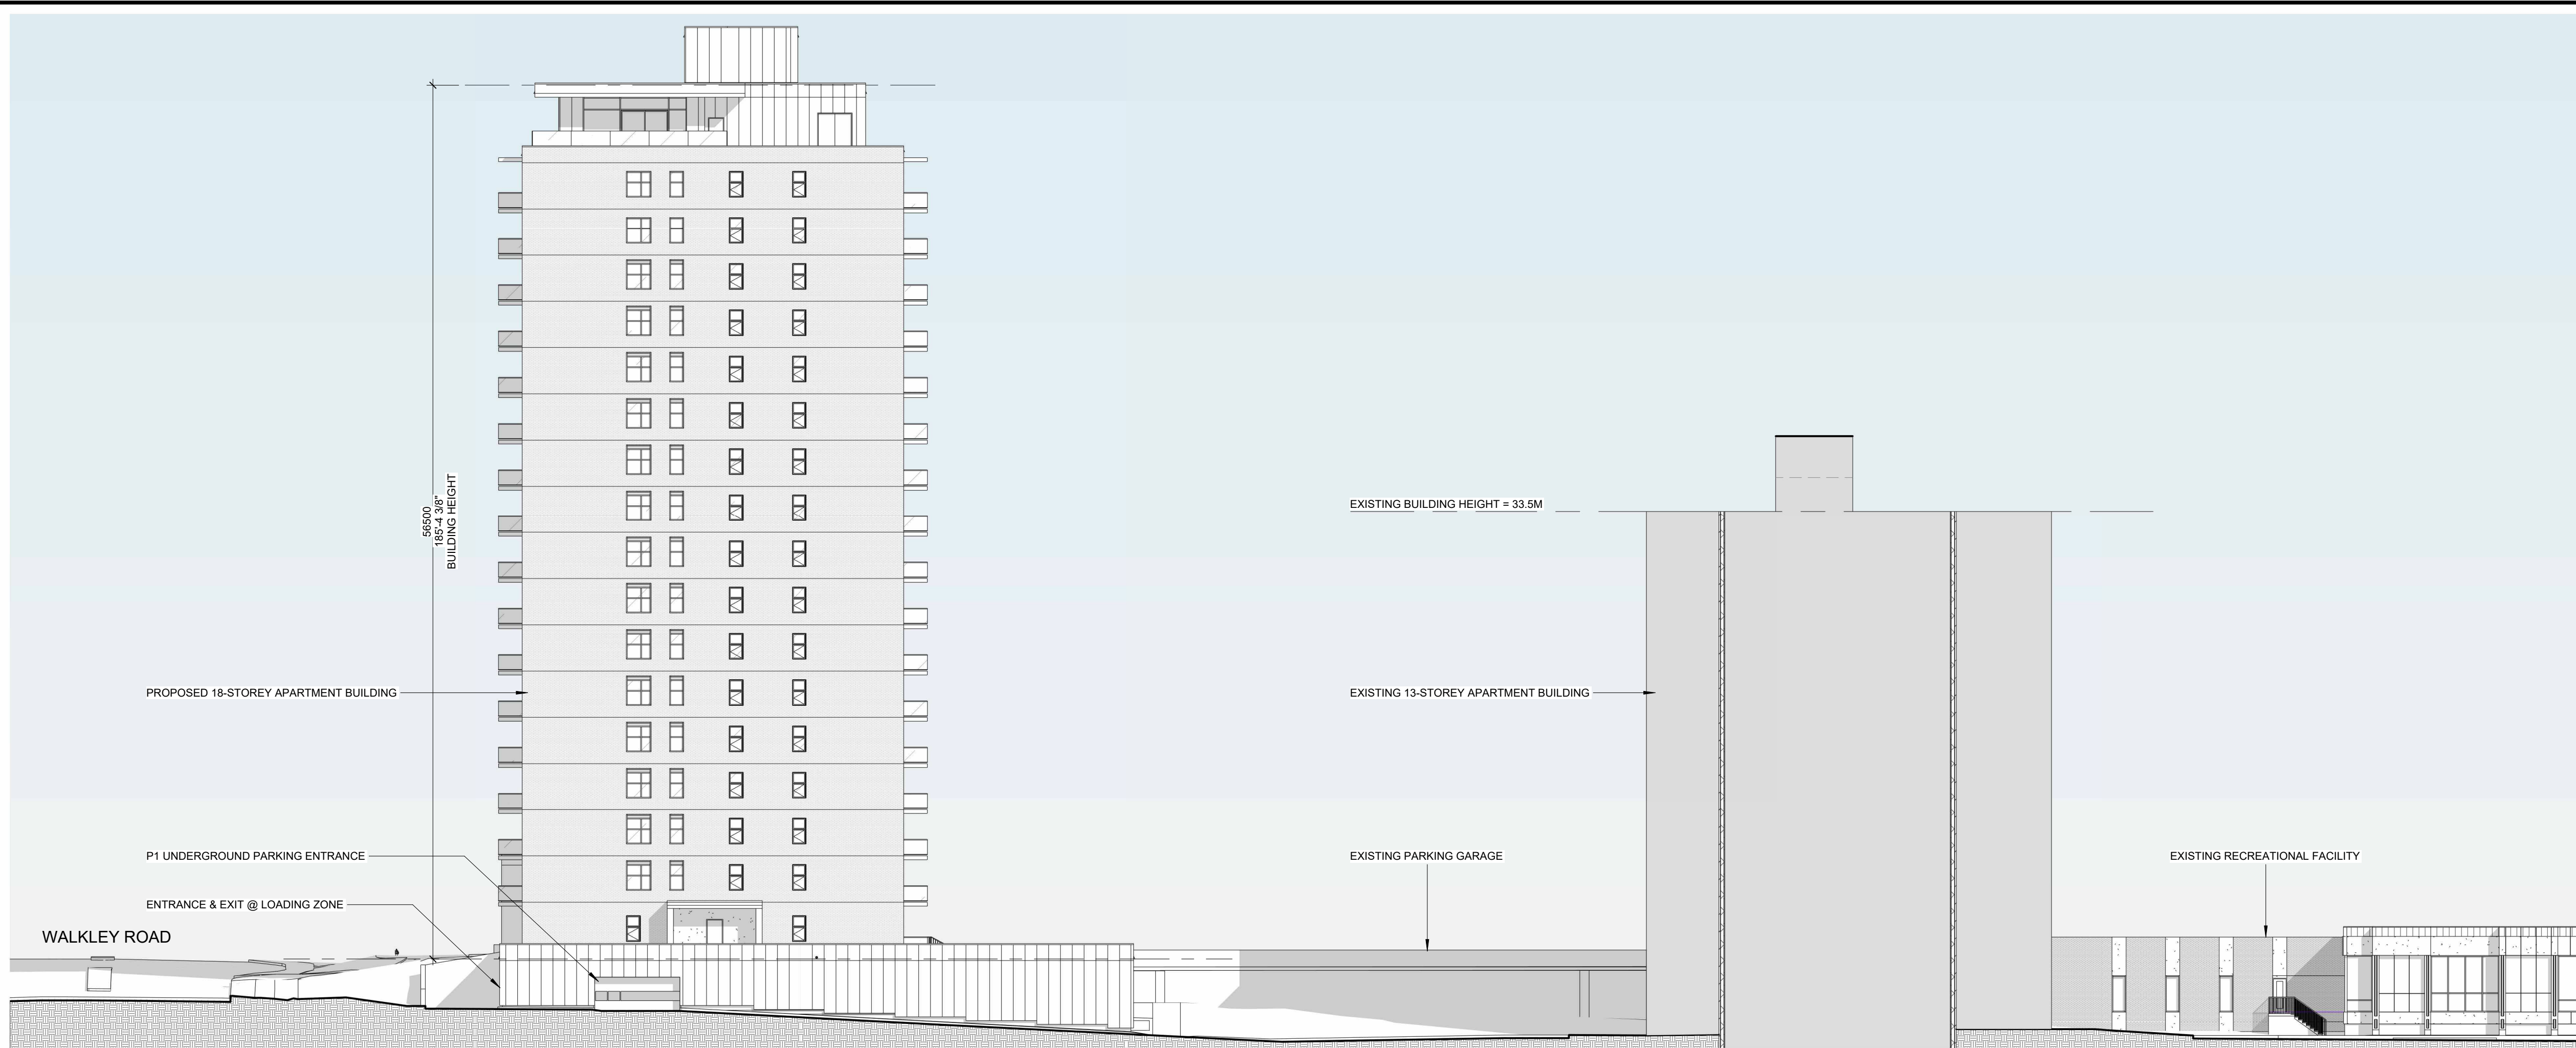 56500
185'-4 3/8"
BUILDING HEIGHT
EXISTING BUILDING HEIGHT = 33.5M
PROPOSED 18-STOREY APARTMENT BUILDING
EXISTING 13-STOREY APARTMENT BUILDING
P1 UNDERGROUND PARKING ENTRANCE
EXISTING PARKING GARAGE
EXISTING RECREATIONAL FACILITY
ENTRANCE & EXIT @ LOADING ZONE
WALKLEY ROAD